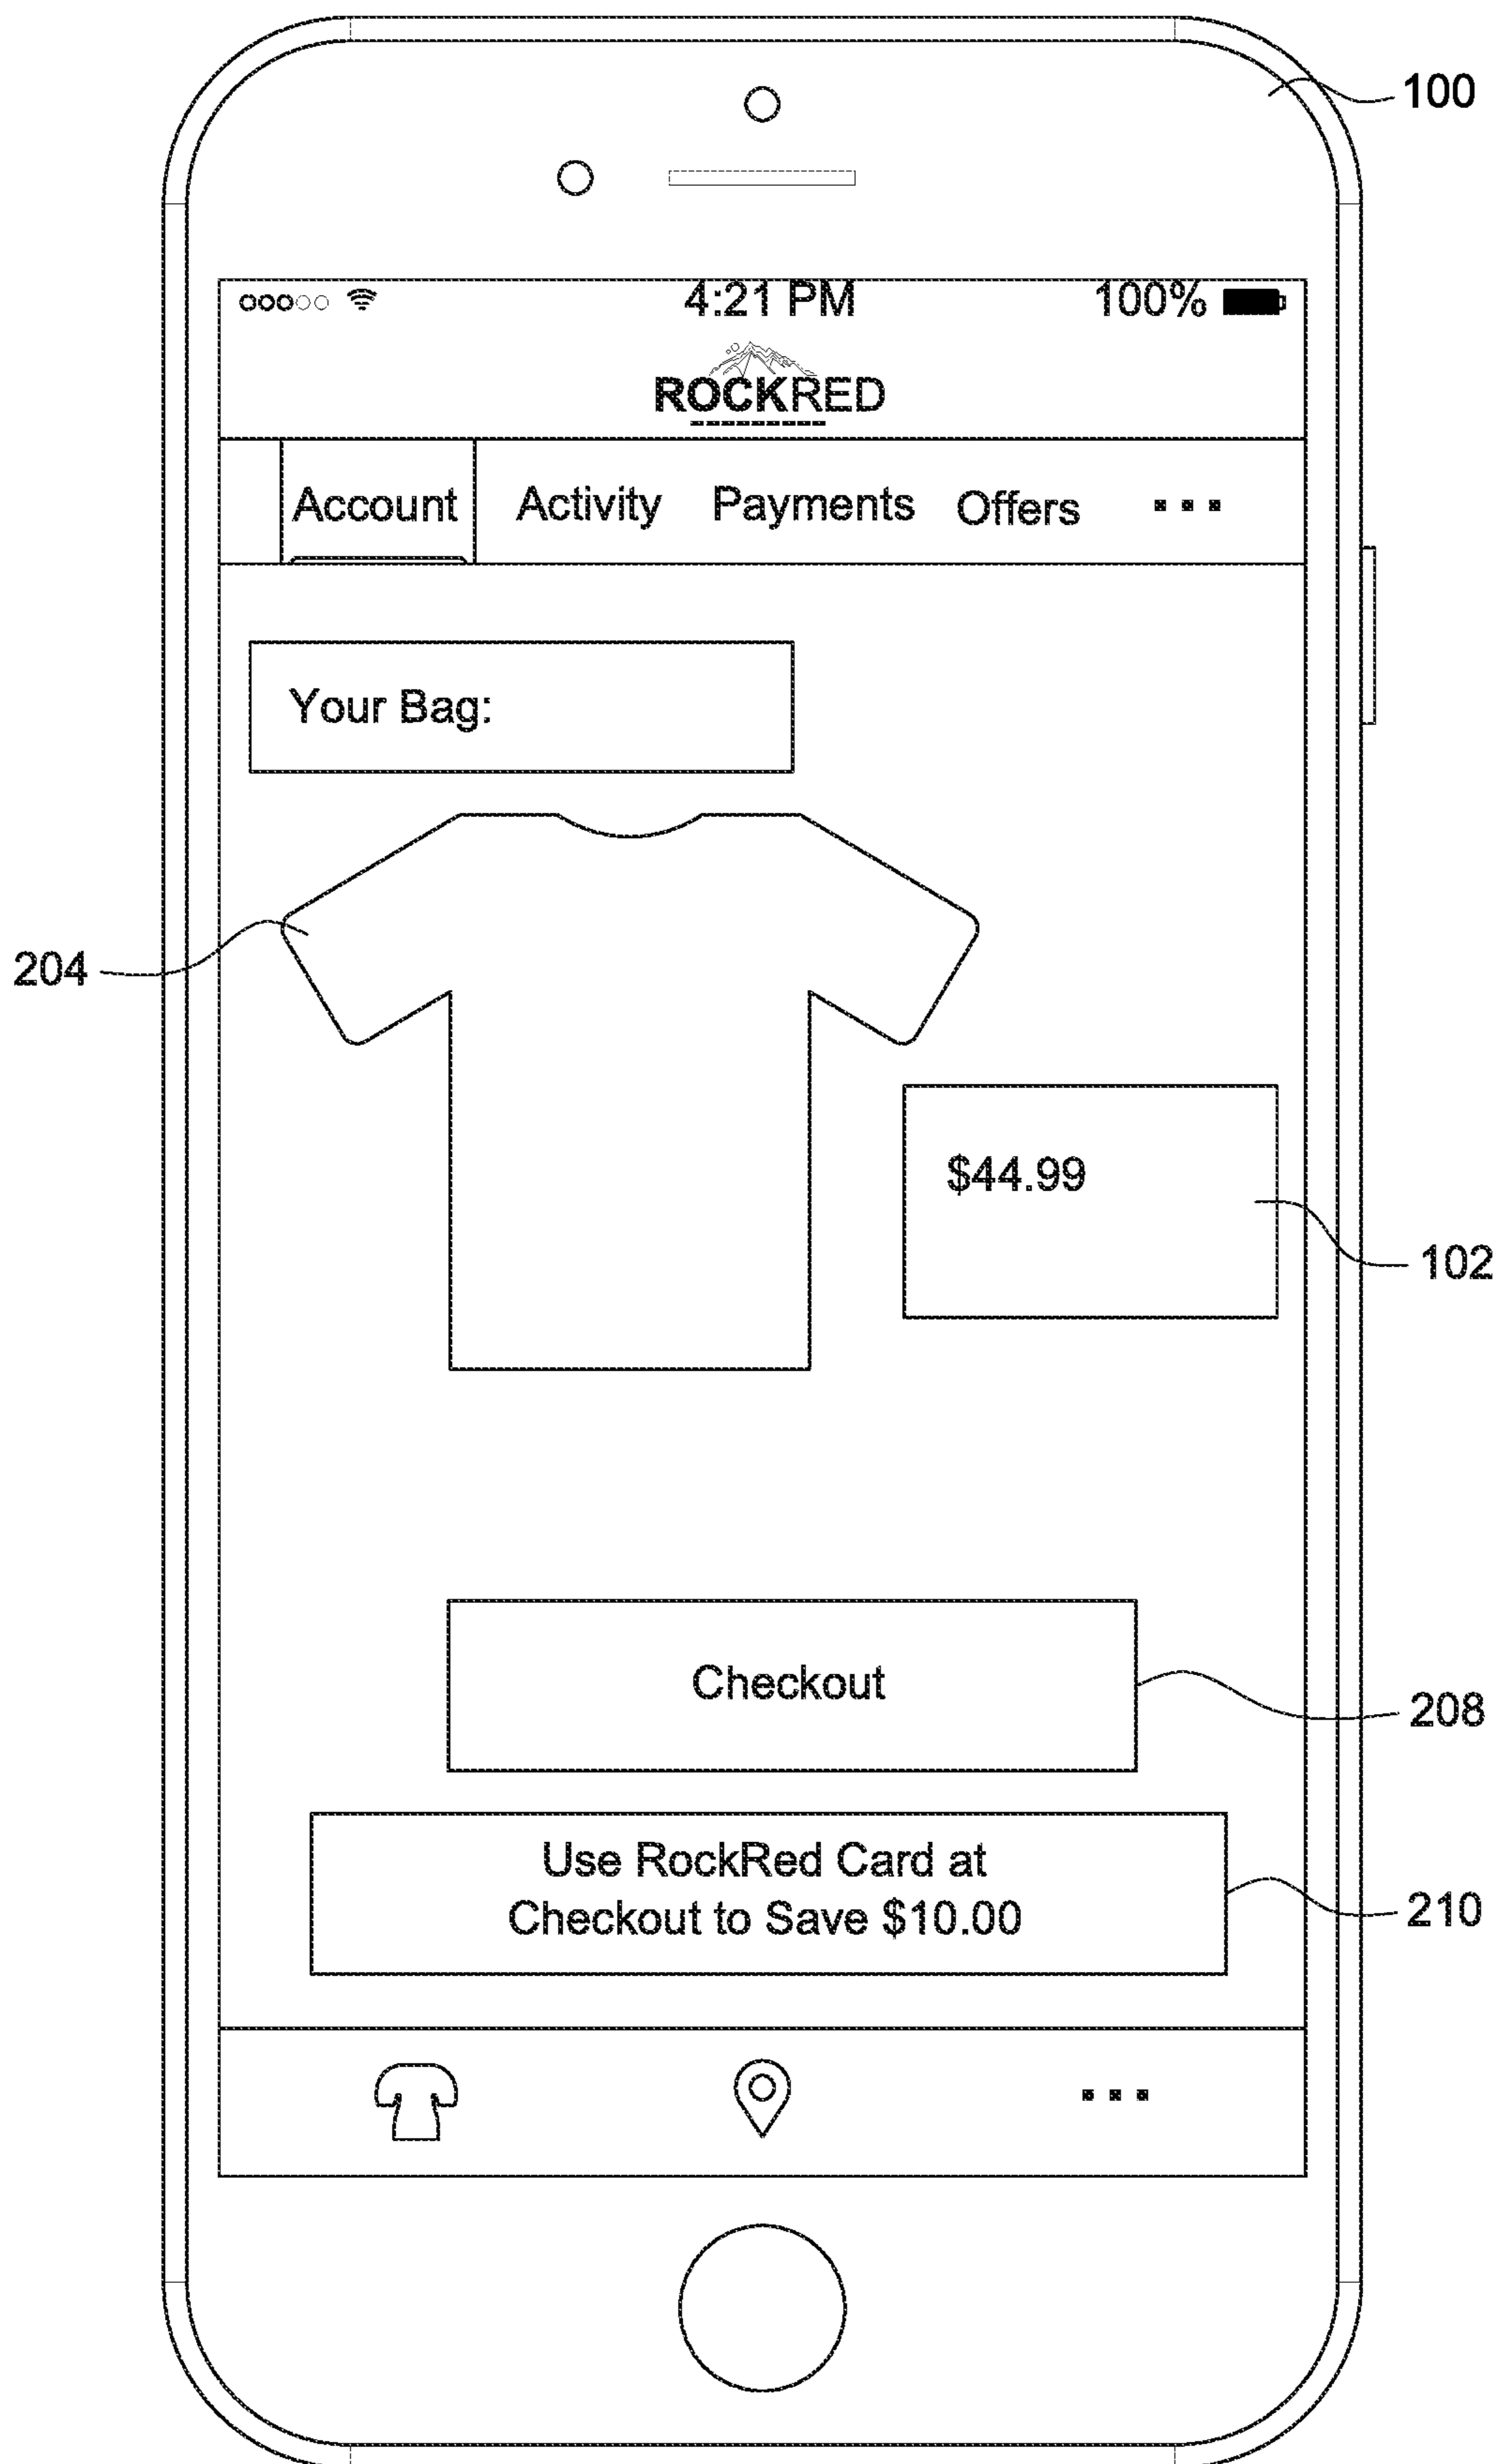 100
4:21 PM 100%
ROCKRED
Account Activity Payments Offers ...
Your Bag:
204
$44.99
102
Checkout
208
Use RockRed Card at
Checkout to Save $10.00
210
...